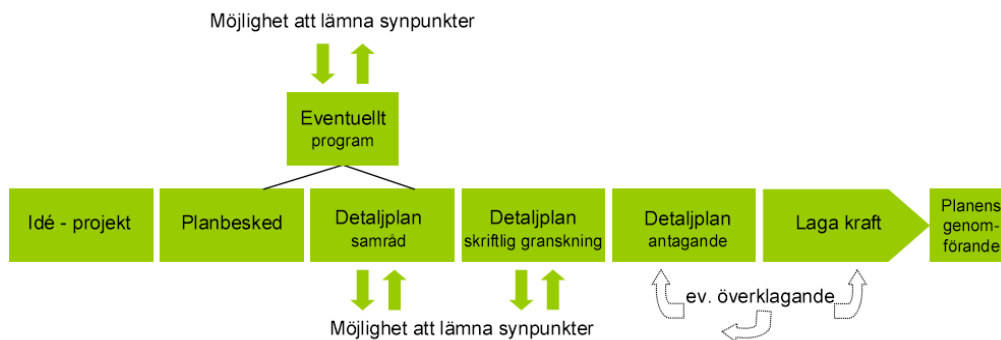 Möjlighet att lämna synpunkter
Eventuellt
program
Idé - projekt
Planbesked
Detaljplan
samråd
Detaljplan
skriftlig granskning
Detaljplan
antagande
Laga kraft
Planens
genom-
förande
ev. överklagande
Möjlighet att lämna synpunkter